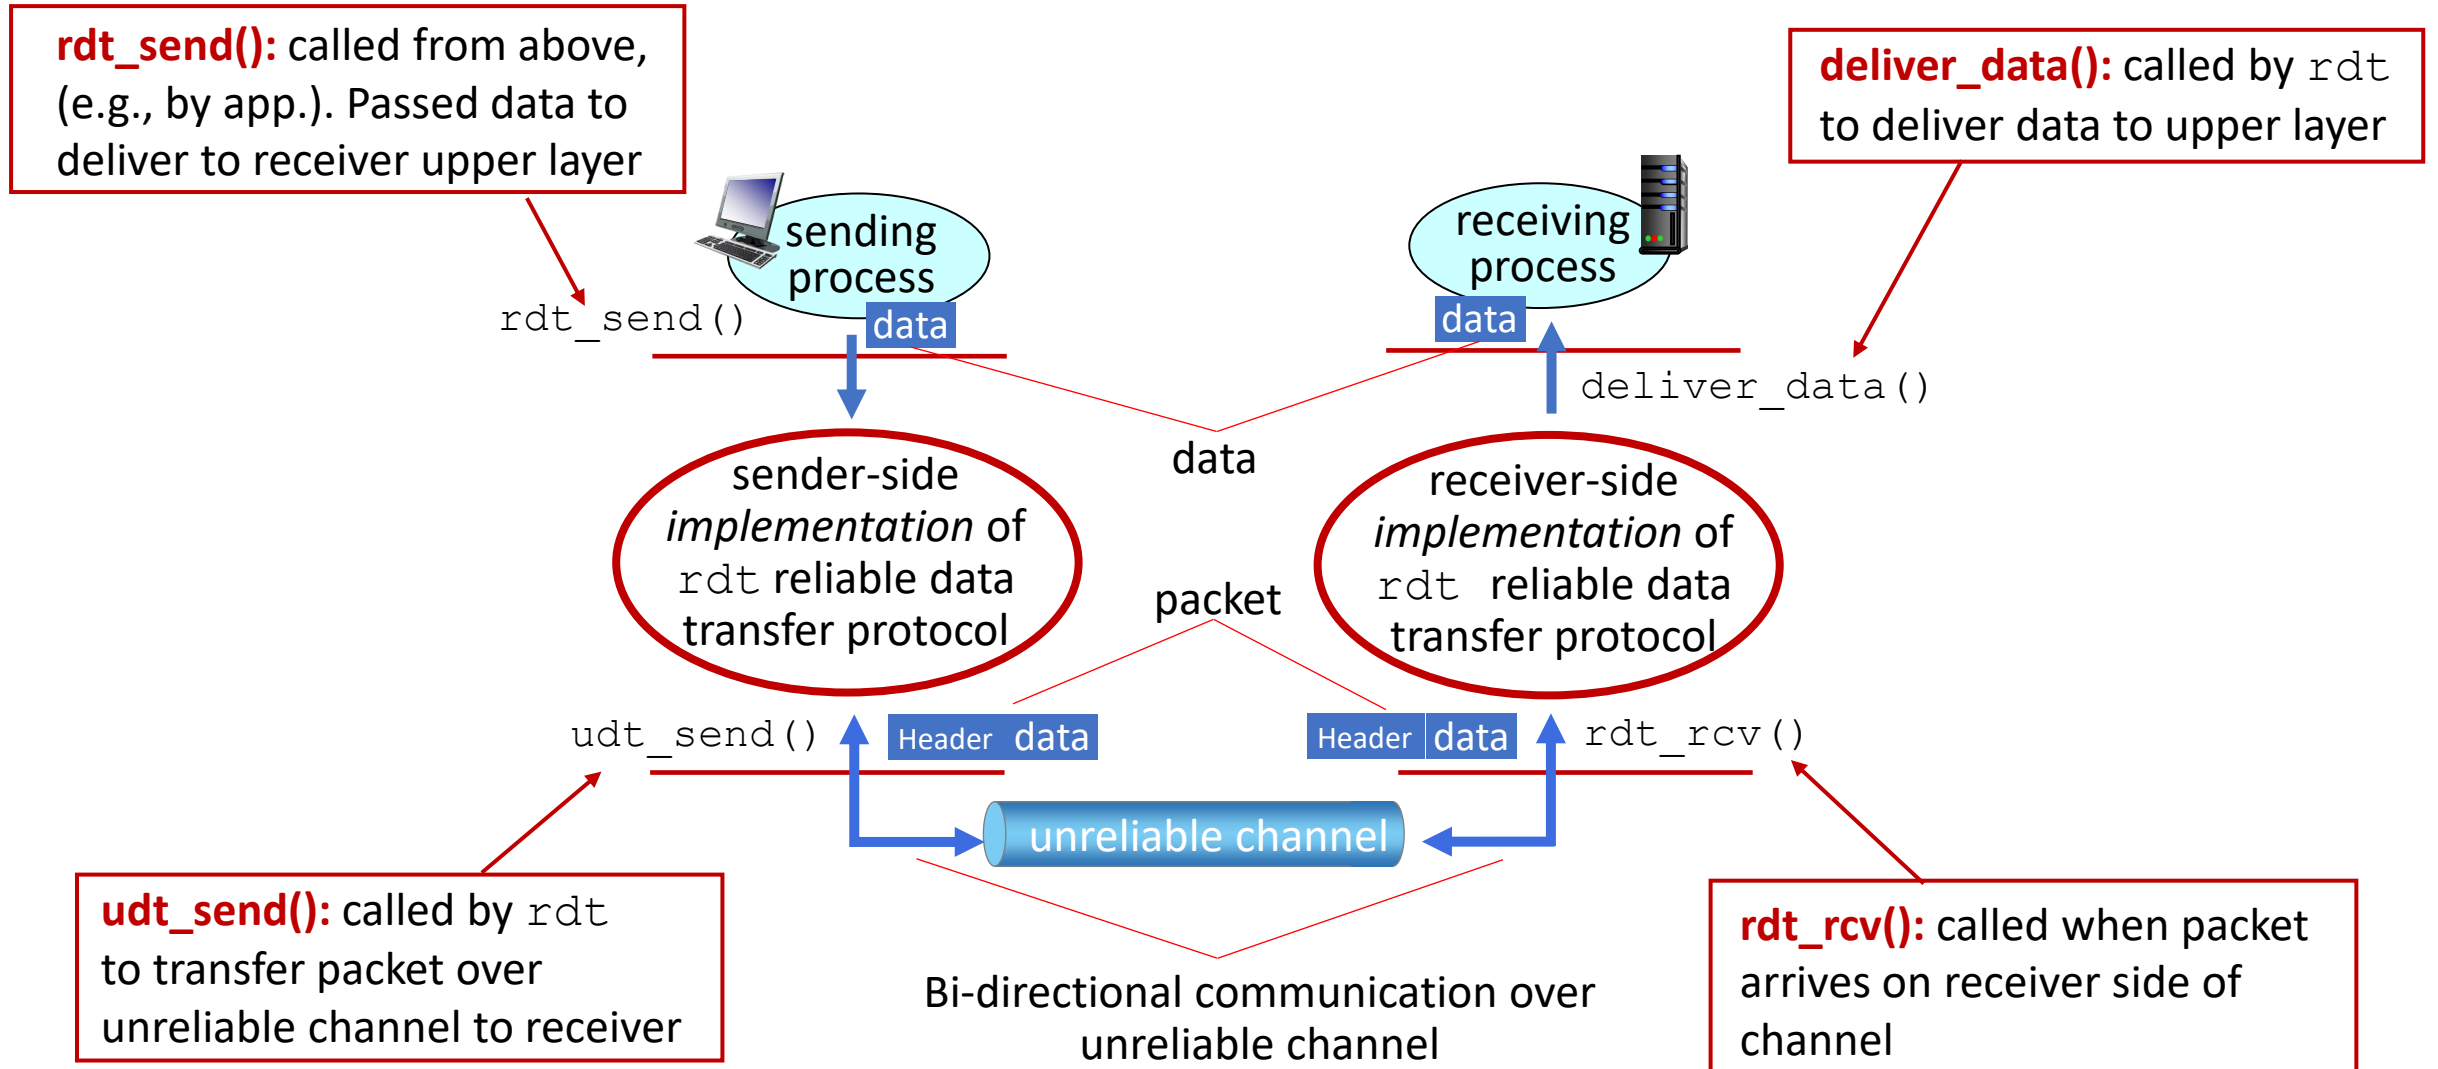 rdt_send(): called from above,
(e.g., by app.). Passed data to
deliver to receiver upper layer
deliver_data(): called by rdt
to deliver data to upper layer
sending
process
receiving
process
rdt_send()
data
data
deliver_data()
data
sender-side
implementation of
rdt reliable data
transfer protocol
receiver-side
implementation of
rdt reliable data
transfer protocol
packet
udt_send()
Header data
Header data
rdt_rcv()
unreliable channel
udt_send(): called by rdt
to transfer packet over
unreliable channel to receiver
Bi-directional communication over
unreliable channel
rdt_rcv(): called when packet
arrives on receiver side of
channel